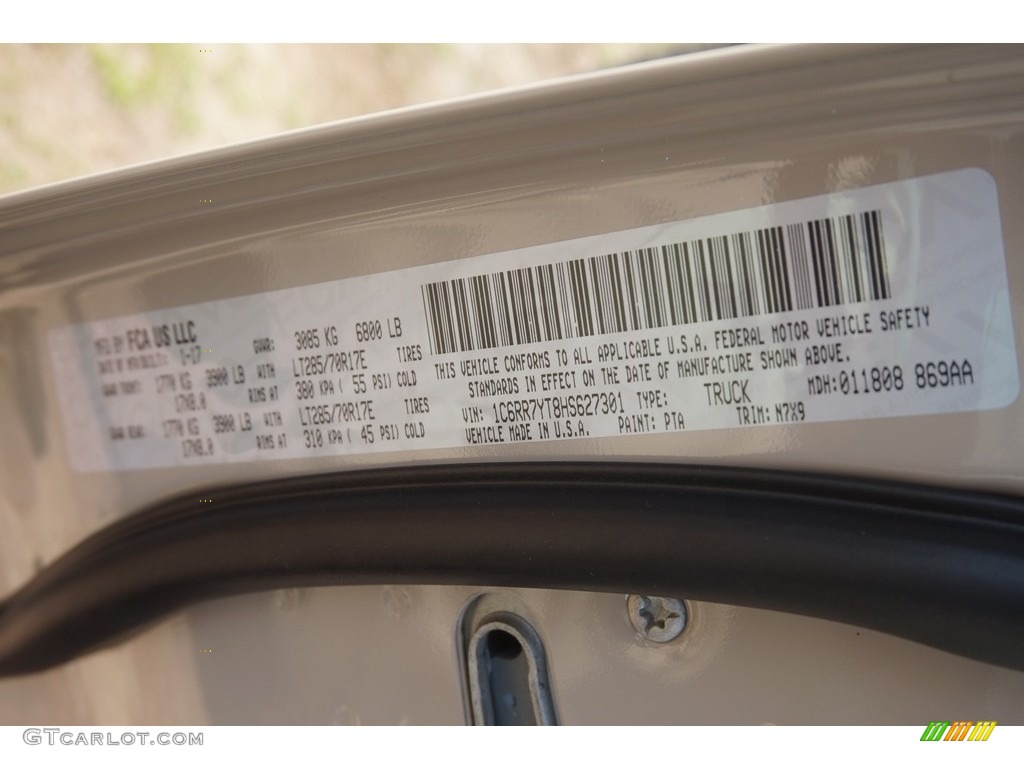 MFD BY FCA US LLC
1-17 GVWR: 3085 KG 6800 LB
GAWR FRONT: 1770 KG 3900 LB WITH LT285/70R17E TIRES
17X8.0 RIMS AT 380 KPA ( 55 PSI) COLD
GAWR REAR: 1770 KG 3900 LB WITH LT285/70R17E TIRES
17X8.0 RIMS AT 310 KPA ( 45 PSI) COLD
THIS VEHICLE CONFORMS TO ALL APPLICABLE U.S.A. FEDERAL MOTOR VEHICLE SAFETY
STANDARDS IN EFFECT ON THE DATE OF MANUFACTURE SHOWN ABOVE.
VIN: 1C6RR7YT8HS627301 TYPE: TRUCK MDH:011808 869AA
VEHICLE MADE IN U.S.A. PAINT: PTA TRIM: N7X9
GTCARLOT.COM